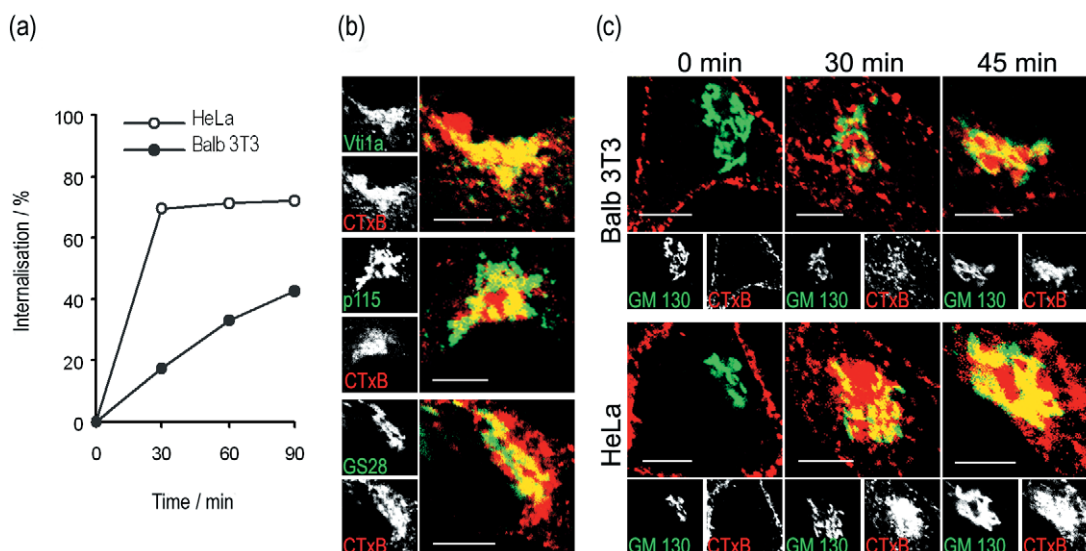 (a)
100
80
60
40
20
0
Internalisation / %
HeLa
Balb 3T3
0 30 60 90
Time / min
(b)
Vti1a
CTxB
p115
CTxB
GS28
CTxB
(c)
0 min 30 min 45 min
Balb 3T3
GM 130 CTxB GM 130 CTxB GM 130 CTxB
HeLa
GM 130 CTxB GM 130 CTxB GM 130 CTxB